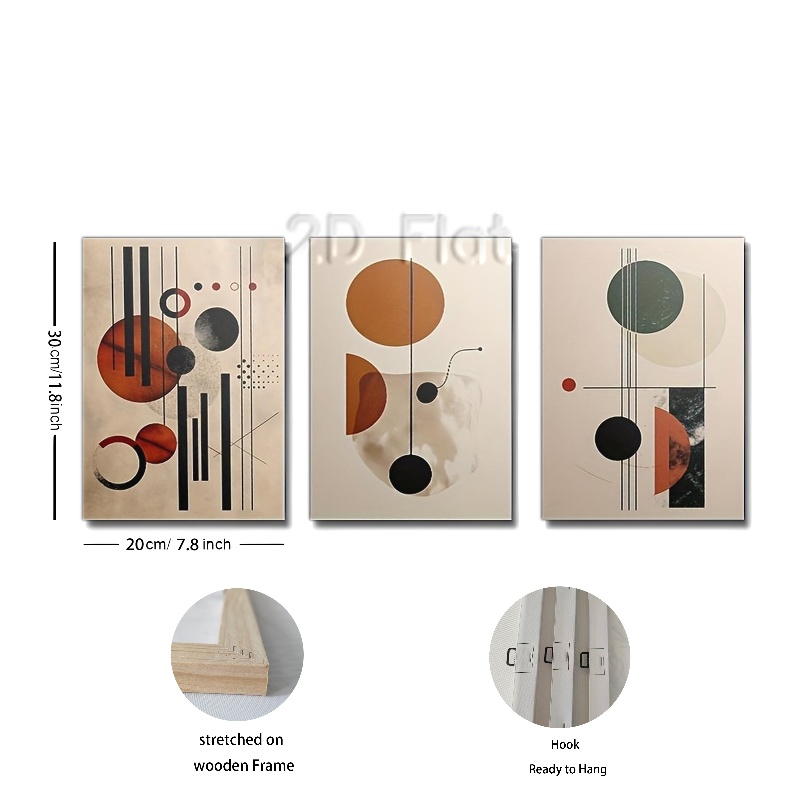 2D Flat
30cm/11.8inch
20cm/ 7.8 inch
stretched on
wooden Frame
Hook
Ready to Hang